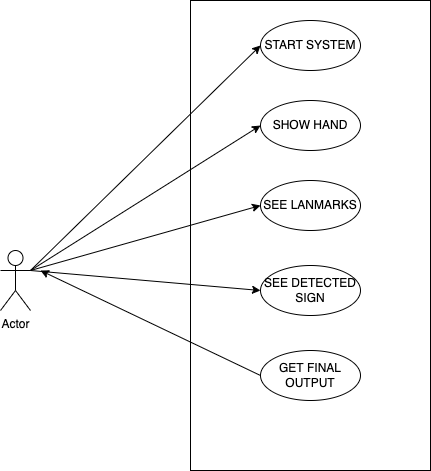 START SYSTEM
SHOW HAND
SEE LANMARKS
SEE DETECTED
SIGN
Actor
GET FINAL
OUTPUT